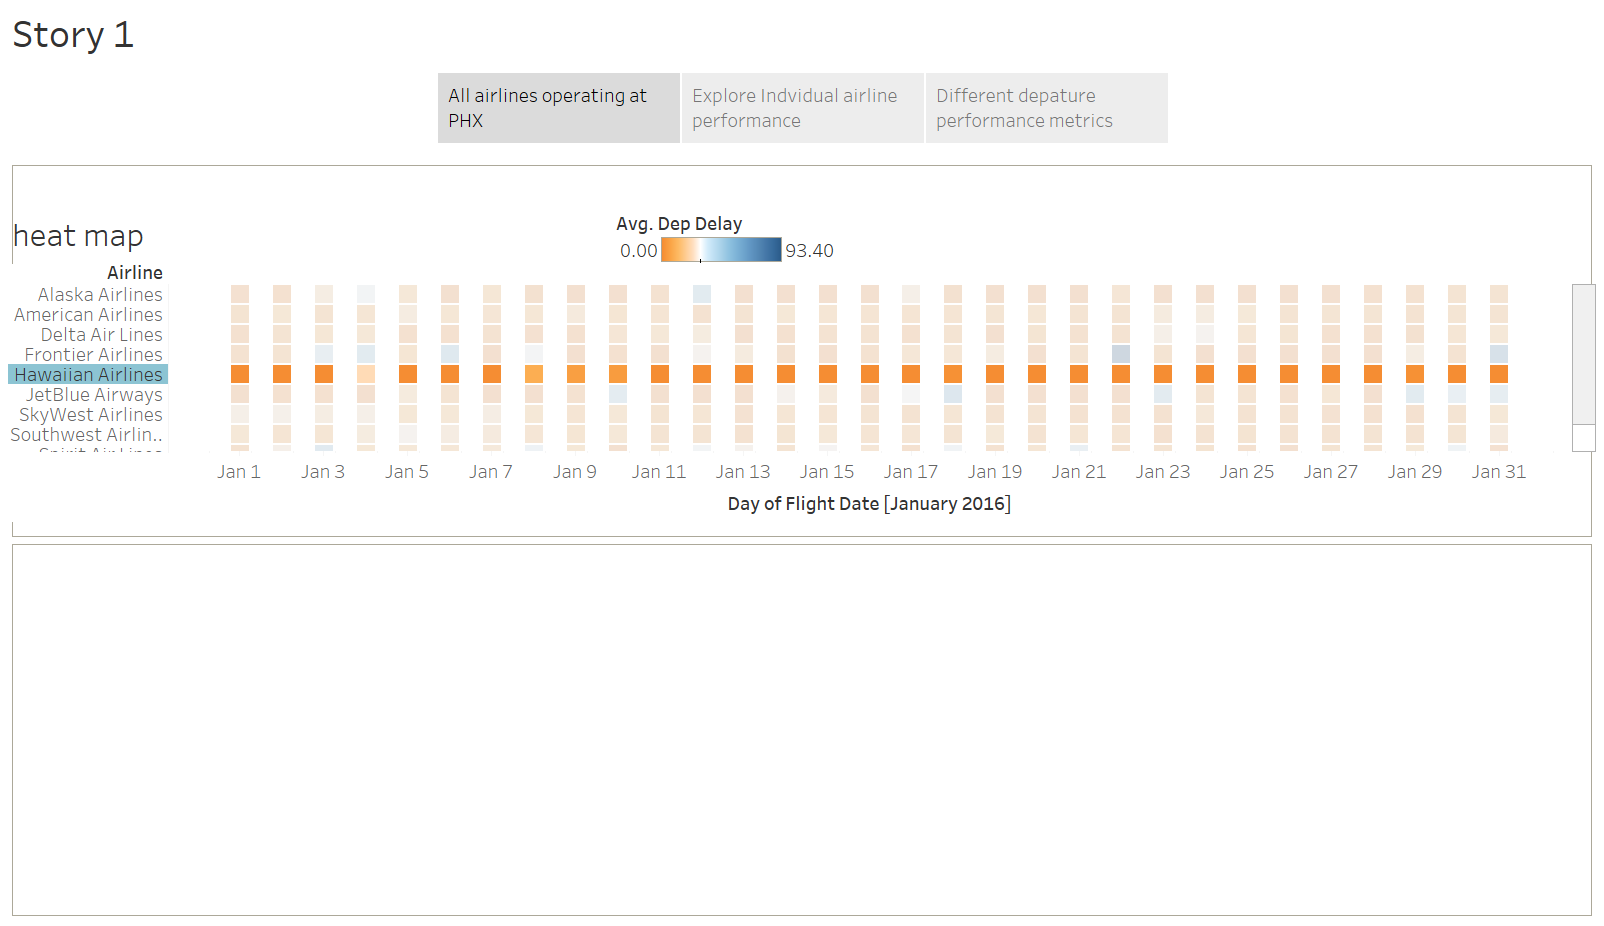 Story 1
All airlines operating at
PHX
Explore Indvidual airline
performance
Different depature
performance metrics
heat map
Avg. Dep Delay
0.00
93.40
Airline
Alaska Airlines
American Airlines
Delta Air Lines
Frontier Airlines
Hawaiian Airlines
JetBlue Airways
SkyWest Airlines
Southwest Airlin..
Spirit Air Lines
Jan 1 Jan 3 Jan 5 Jan 7 Jan 9 Jan 11 Jan 13 Jan 15 Jan 17 Jan 19 Jan 21 Jan 23 Jan 25 Jan 27 Jan 29 Jan 31
Day of Flight Date [January 2016]